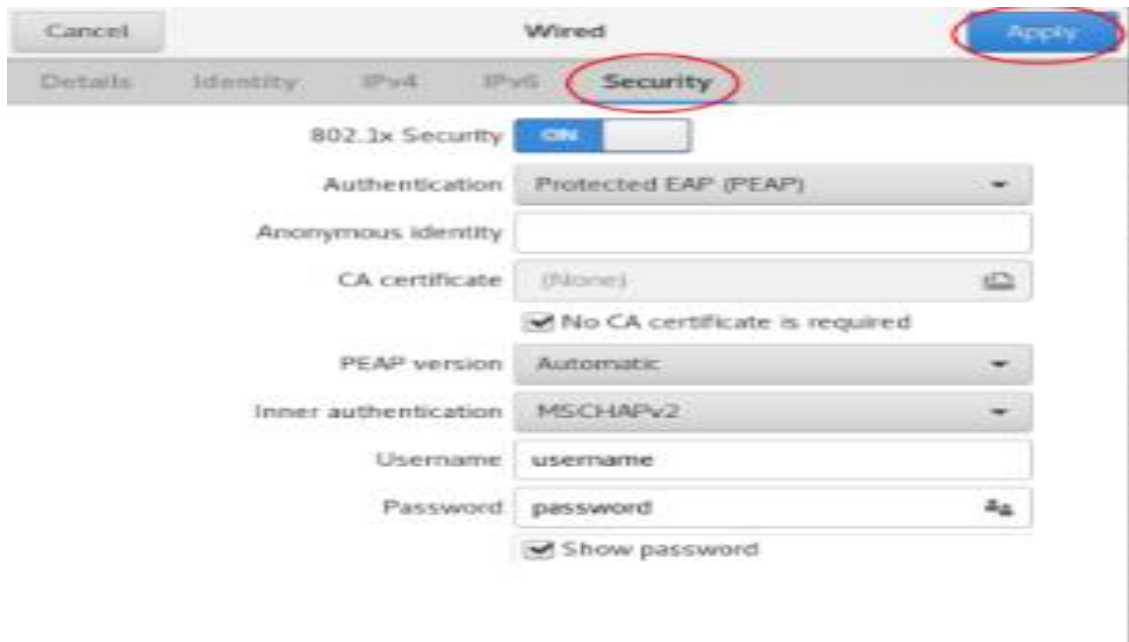 Cancel Wired Apply
Details Identity IPv4 IPv6 Security
802.1x Security ON
Authentication Protected EAP (PEAP)
Anonymous identity
CA certificate (None)
No CA certificate is required
PEAP version Automatic
Inner authentication MSCHAPv2
Username username
Password password
Show password